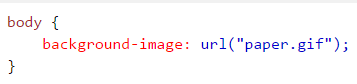 body {
    background-image: url("paper.gif");
}